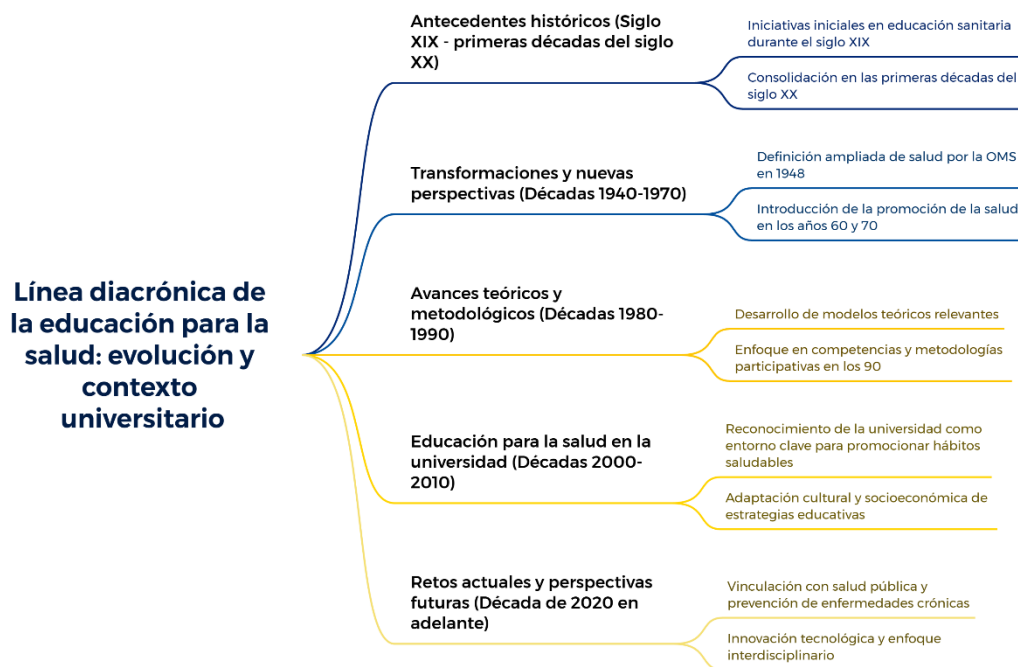 Línea diacrónica de
la educación para la
salud: evolución y
contexto
universitario
Antecedentes históricos (Siglo
XIX - primeras décadas del siglo
XX)
Iniciativas iniciales en educación sanitaria
durante el siglo XIX
Consolidación en las primeras décadas del
siglo XX
Transformaciones y nuevas
perspectivas (Décadas 1940-1970)
Definición ampliada de salud por la OMS
en 1948
Introducción de la promoción de la salud
en los años 60 y 70
Avances teóricos y
metodológicos (Décadas 1980-
1990)
Desarrollo de modelos teóricos relevantes
Enfoque en competencias y metodologías
participativas en los 90
Educación para la salud en la
universidad (Décadas 2000-
2010)
Reconocimiento de la universidad como
entorno clave para promocionar hábitos
saludables
Adaptación cultural y socioeconómica de
estrategias educativas
Retos actuales y perspectivas
futuras (Década de 2020 en
adelante)
Vinculación con salud pública y
prevención de enfermedades crónicas
Innovación tecnológica y enfoque
interdisciplinario